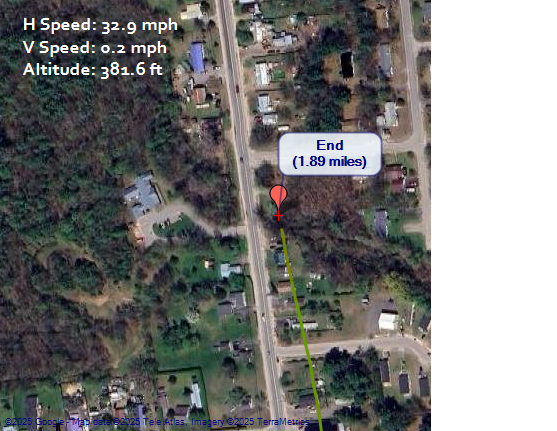 H Speed: 32.9 mph
V Speed: 0.2 mph
Altitude: 381.6 ft
End
(1.89 miles)
©2025 Google - Map data ©2025 Tele Atlas, Imagery ©2025 TerraMetrics